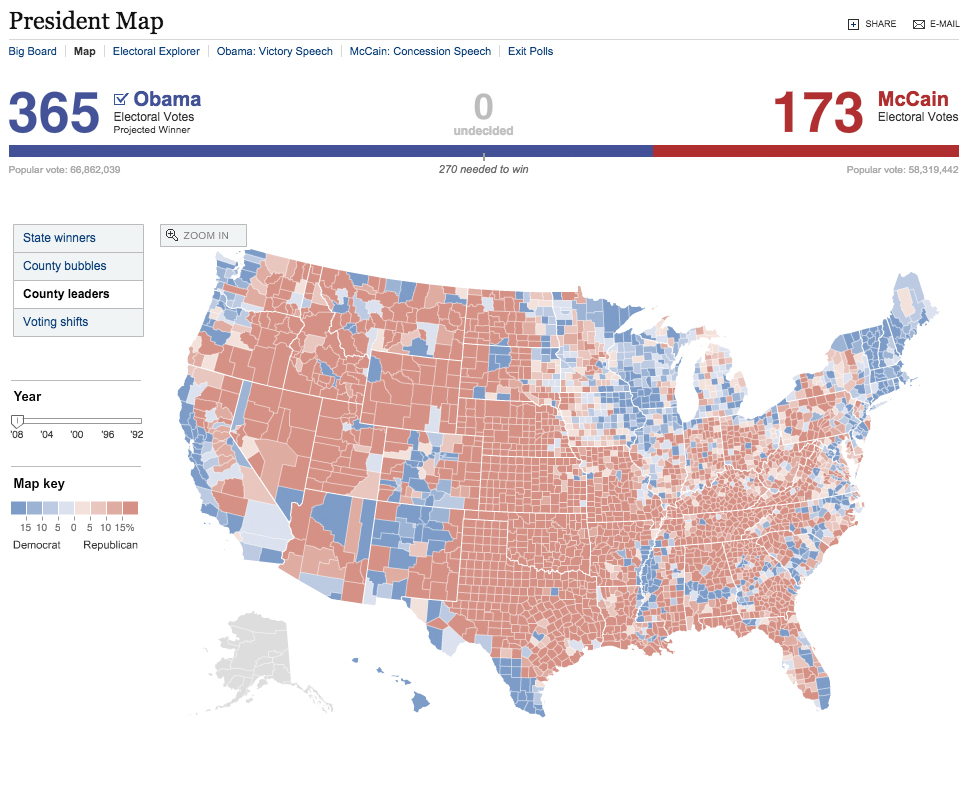 President Map
SHARE E-MAIL
Big Board Map Electoral Explorer Obama: Victory Speech McCain: Concession Speech Exit Polls
365 Obama
Electoral Votes
Projected Winner
0
undecided
173 McCain
Electoral Votes
Popular vote: 66,862,039 270 needed to win Popular vote: 58,319,442
State winners
County bubbles
County leaders
Voting shifts
ZOOM IN
Year
'08 '04 '00 '96 '92
Map key
15 10 5 0 5 10 15%
Democrat Republican